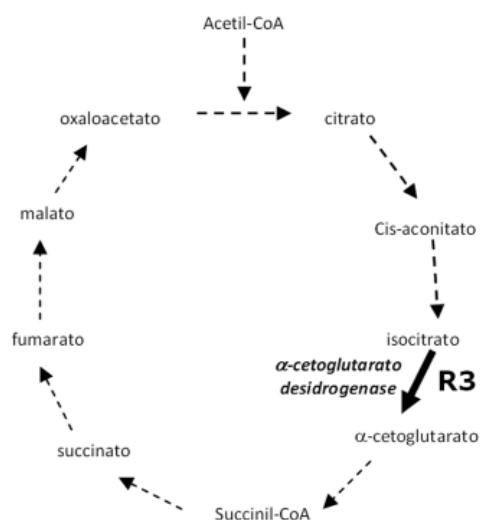 Acetil-CoA
oxaloacetato
citrato
malato
Cis-aconitato
fumarato
isocitrato
α-cetoglutarato
desidrogenase
R3
α-cetoglutarato
succinato
Succinil-CoA